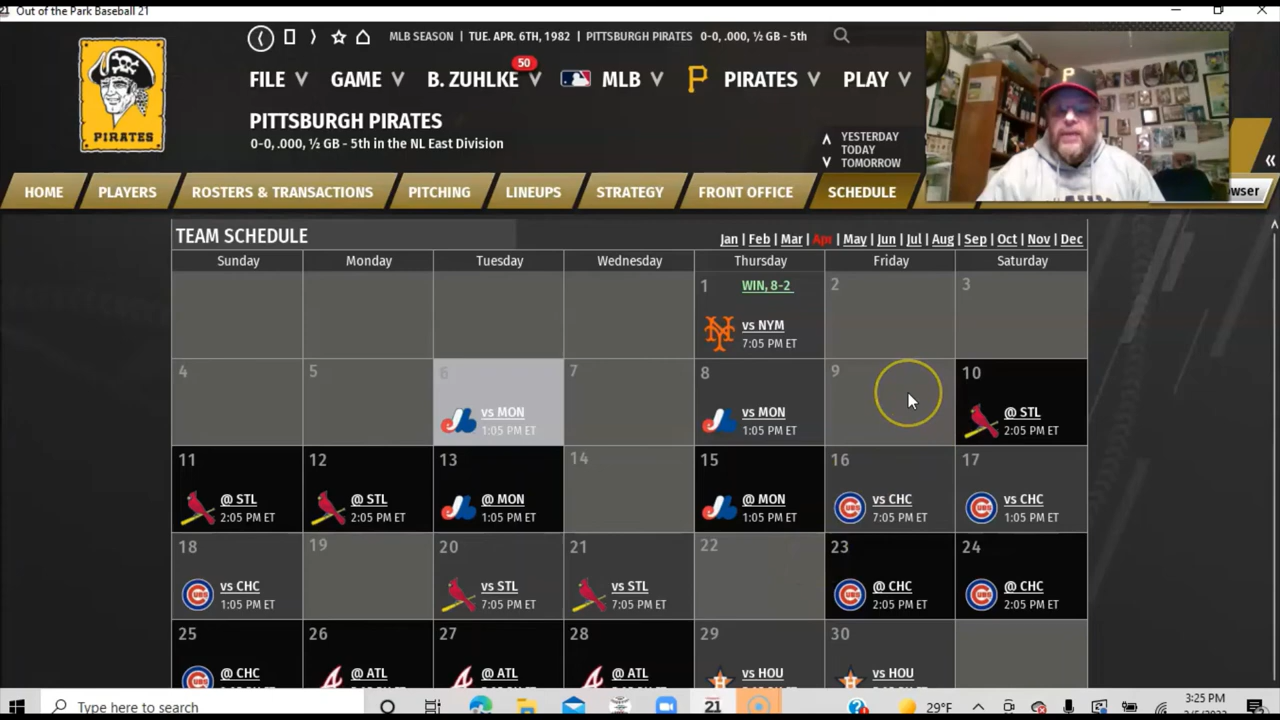 Out of the Park Baseball 21
MLB SEASON | TUE. APR. 6TH, 1982 | PITTSBURGH PIRATES 0-0, .000, ½ GB - 5th
FILE GAME B. ZUHLKE 50 MLB P PIRATES PLAY
PIRATES
PITTSBURGH PIRATES
0-0, .000, ½ GB - 5th in the NL East Division
YESTERDAY
TODAY
TOMORROW
P
HOME PLAYERS ROSTERS & TRANSACTIONS PITCHING LINEUPS STRATEGY FRONT OFFICE SCHEDULE
TEAM SCHEDULE
Jan | Feb | Mar | Apr | May | Jun | Jul | Aug | Sep | Oct | Nov | Dec
Sunday Monday Tuesday Wednesday Thursday Friday Saturday
1 WIN, 8-2 2 3
NY vs NYM
7:05 PM ET
4 5 6 7 8 9 10
vs MON vs MON @ STL
1:05 PM ET 1:05 PM ET 2:05 PM ET
11 12 13 14 15 16 17
@ STL @ STL @ MON @ MON vs CHC vs CHC
2:05 PM ET 2:05 PM ET 1:05 PM ET 1:05 PM ET 7:05 PM ET 1:05 PM ET
18 19 20 21 22 23 24
vs CHC vs STL vs STL @ CHC @ CHC
1:05 PM ET 7:05 PM ET 7:05 PM ET 2:05 PM ET 2:05 PM ET
25 26 27 28 29 30
@ CHC @ ATL @ ATL @ ATL vs HOU vs HOU
Type here to search
21
29°F
3:25 PM